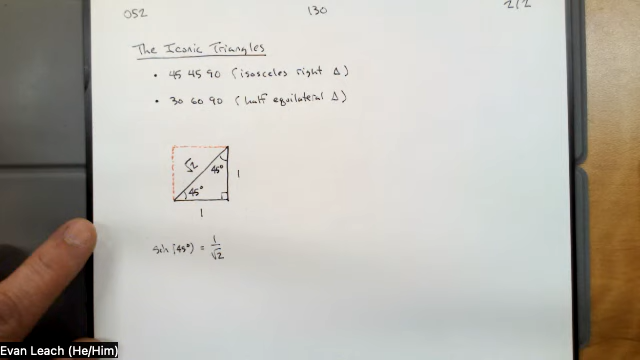 052 130 2/2
The Iconic Triangles
• 45 45 90 (isosceles right Δ)
• 30 60 90 (half equilateral Δ)
√2 45° 1
45°
1
sin(45°) = 1/√2
Evan Leach (He/Him)